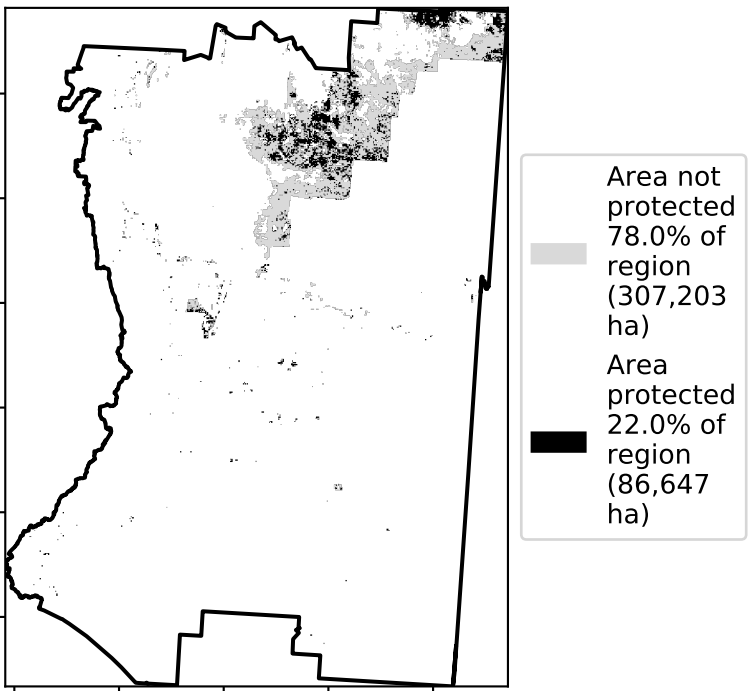 Area not
protected
78.0% of
region
(307,203
ha)
Area
protected
22.0% of
region
(86,647
ha)